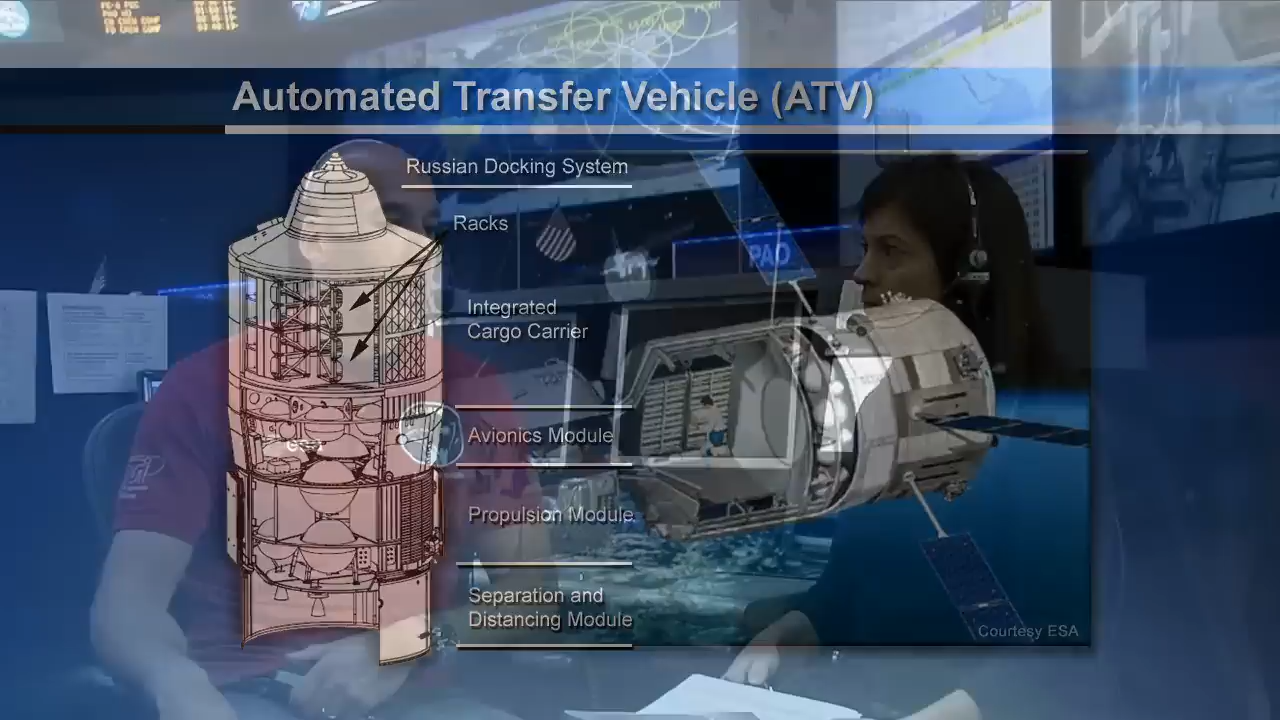 Automated Transfer Vehicle (ATV)
Russian Docking System
Racks
PAO
Integrated
Cargo Carrier
Avionics Module
Propulsion Module
Separation and
Distancing Module
Courtesy ESA